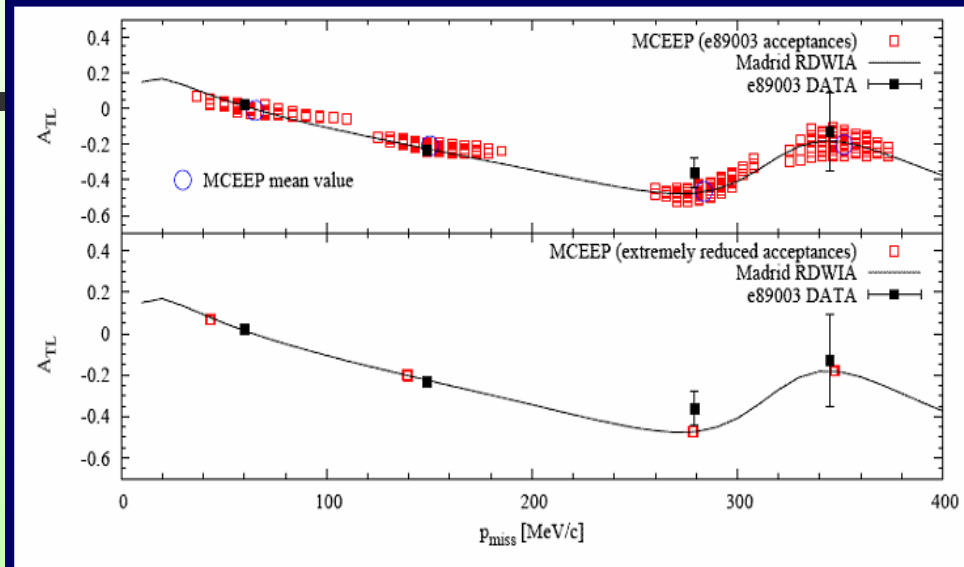 0.4
MCEEP (e89003 acceptances)
Madrid RDWIA
0.2
e89003 DATA
0
A_TL
-0.2
MCEEP mean value
-0.4
-0.6
0.4
MCEEP (extremely reduced acceptances)
Madrid RDWIA
0.2
e89003 DATA
0
A_TL
-0.2
-0.4
-0.6
0 100 200 300 400
p_miss [MeV/c]